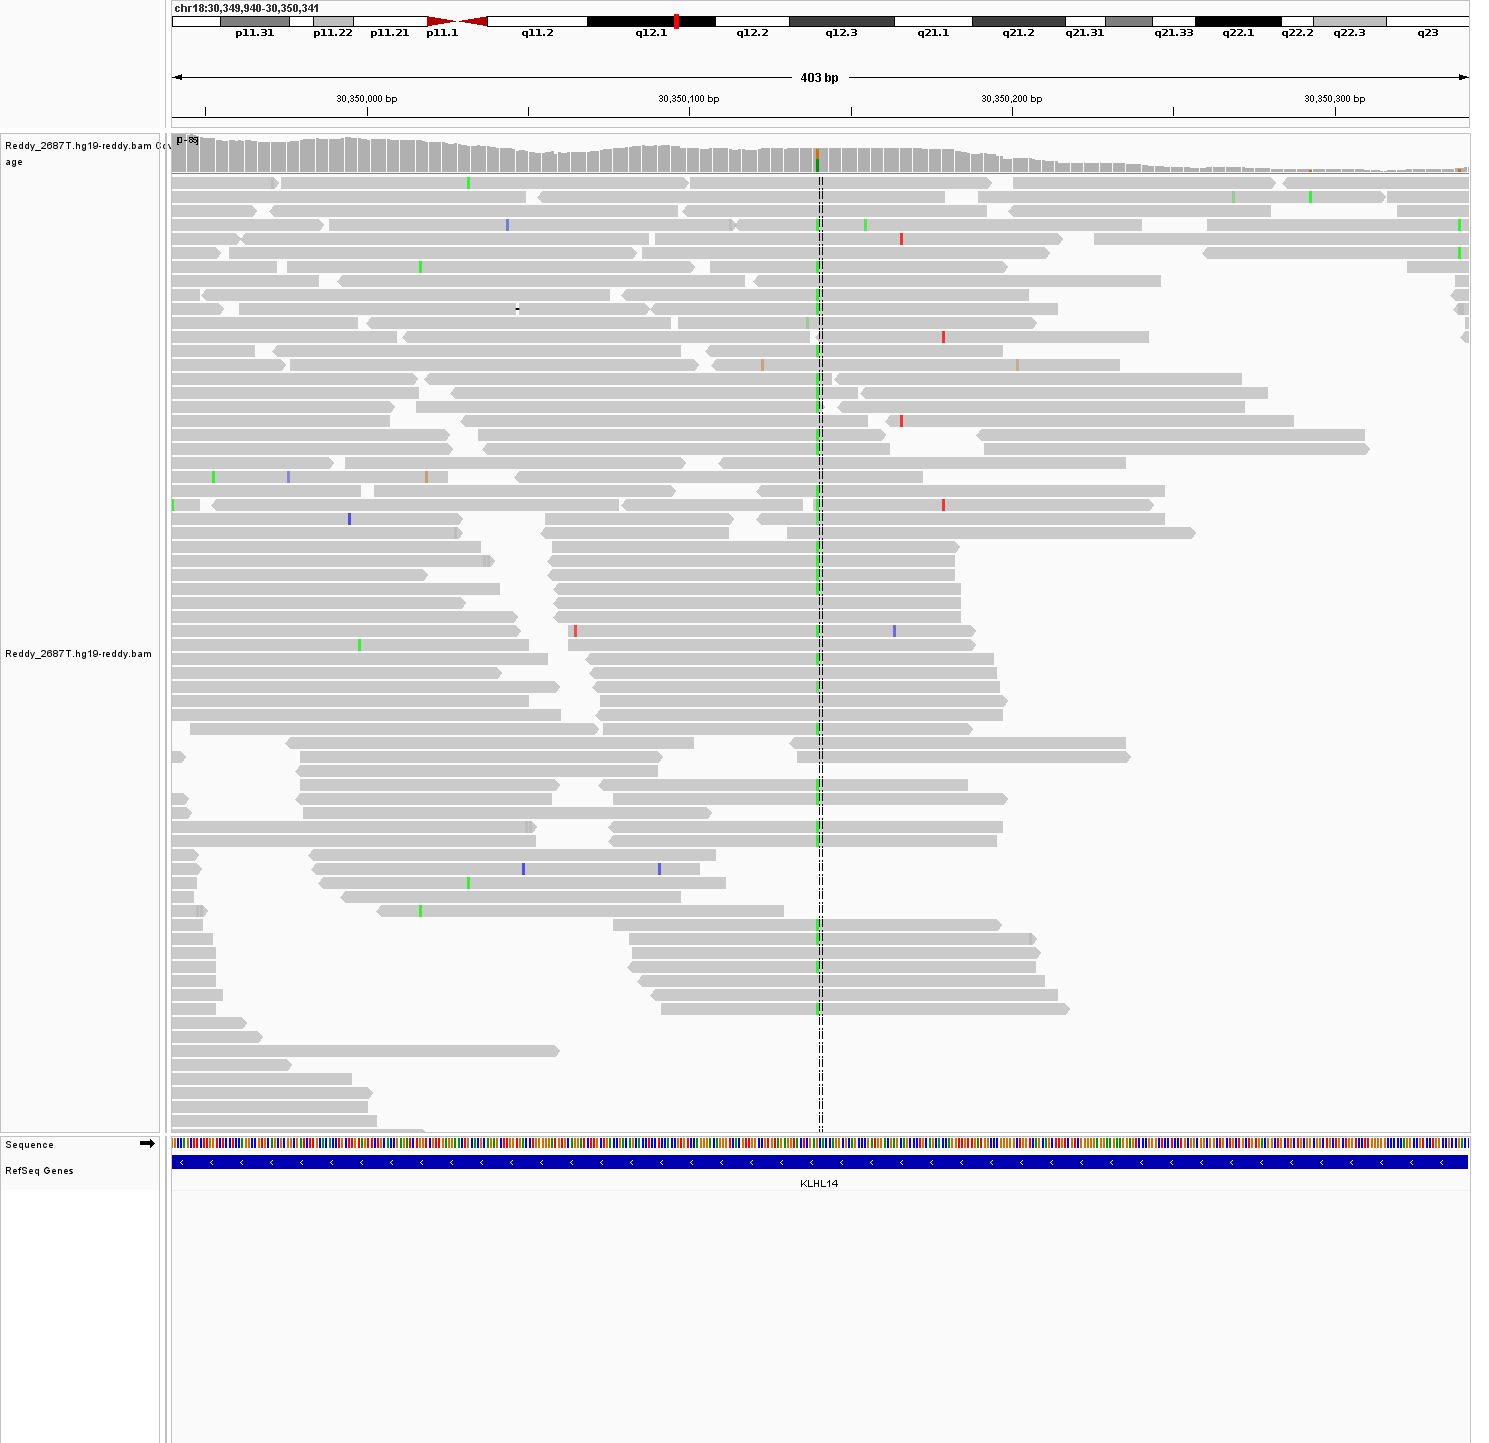 chr18:30,349,940-30,350,341
p11.31 p11.22 p11.21 p11.1 q11.2 q12.1 q12.2 q12.3 q21.1 q21.2 q21.31 q21.33 q22.1 q22.2 q22.3 q23
403 bp
30,350,000 bp 30,350,100 bp 30,350,200 bp 30,350,300 bp
Reddy_2687T.hg19-reddy.bam Cov
age
Reddy_2687T.hg19-reddy.bam
Sequence
RefSeq Genes
KLHL14